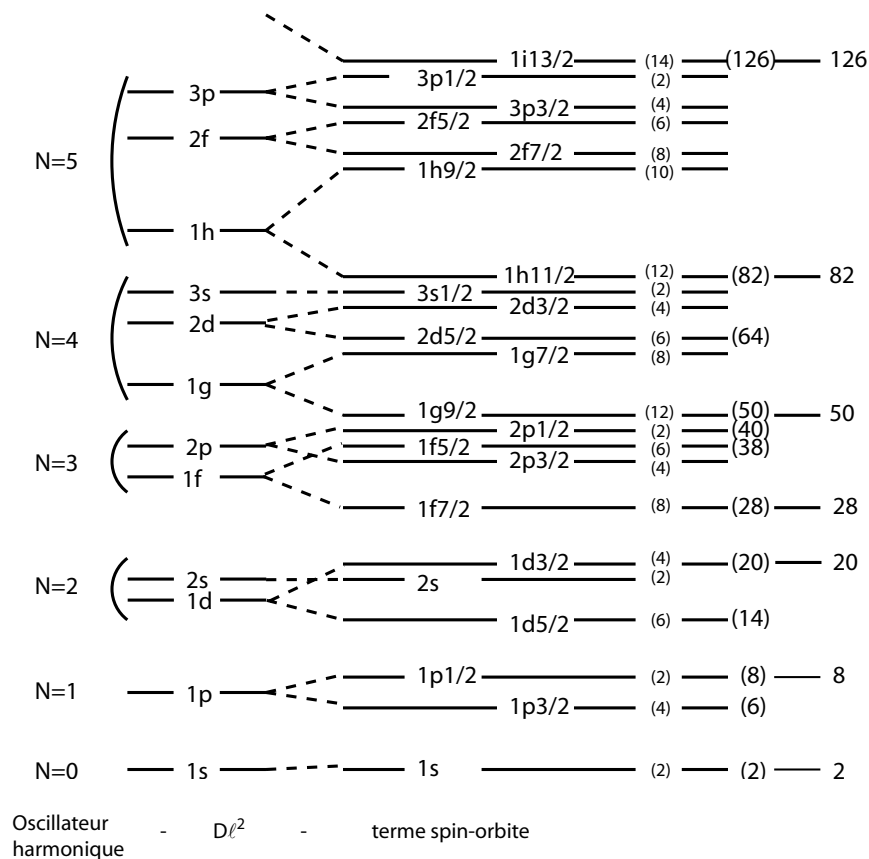 1i13/2 (14) (126) 126
3p1/2 (2)
3p 3p3/2 (4)
2f5/2 (6)
2f 2f7/2 (8)
N=5 1h9/2 (10)
1h
1h11/2 (12) (82) 82
3s 3s1/2 (2)
2d3/2 (4)
2d
N=4 2d5/2 (6) (64)
1g7/2 (8)
1g
1g9/2 (12) (50) 50
2p1/2 (2) (40)
2p 1f5/2 (6) (38)
N=3 2p3/2 (4)
1f
1f7/2 (8) (28) 28
1d3/2 (4) (20) 20
2s 2s (2)
N=2
1d
1d5/2 (6) (14)
1p1/2 (2) (8) 8
N=1 1p
1p3/2 (4) (6)
N=0 1s 1s (2) (2) 2
Oscillateur - Dℓ² - terme spin-orbite
harmonique